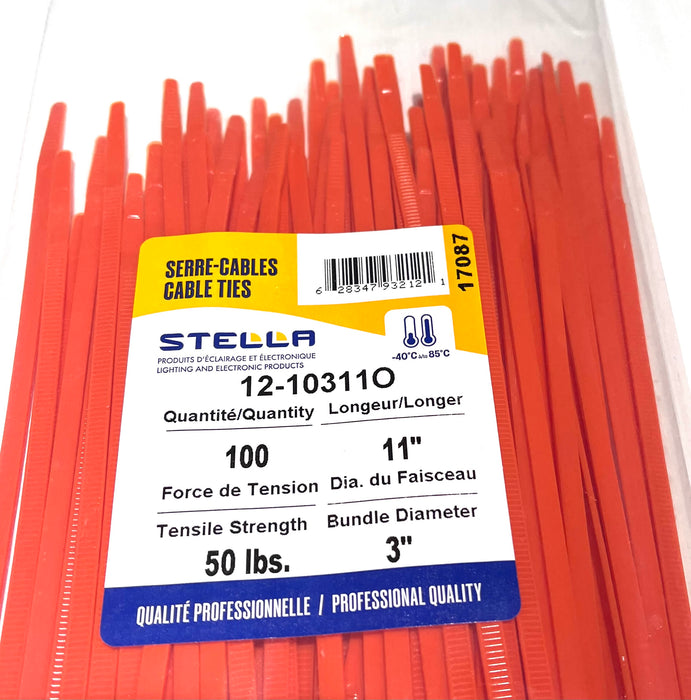 SERRE-CABLES
CABLE TIES
6 28347 93212 1
17087
STELLA
PRODUITS D'ÉCLAIRAGE ET ÉLECTRONIQUE
LIGHTING AND ELECTRONIC PRODUCTS
-40°C à/to 85°C
12-10311O
Quantité/Quantity Longeur/Longer
100 11"
Force de Tension Dia. du Faisceau
Tensile Strength Bundle Diameter
50 lbs. 3"
QUALITÉ PROFESSIONNELLE / PROFESSIONAL QUALITY